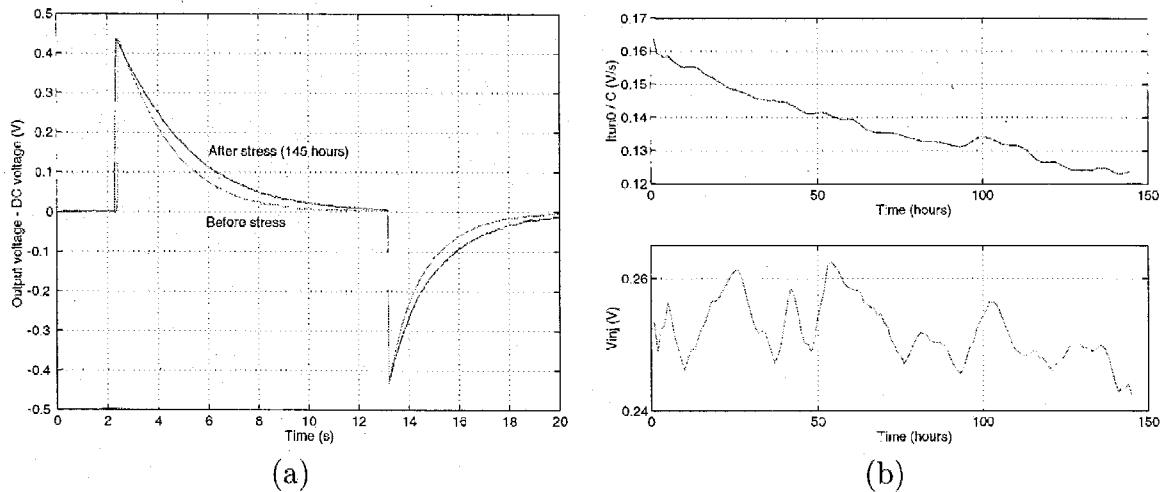 0.5
0.4
0.3
0.2
0.1
0
-0.1
-0.2
-0.3
-0.4
-0.5
Output voltage - DC voltage (V)
After stress (145 hours)
Before stress
0 2 4 6 8 10 12 14 16 18 20
Time (s)
(a)
0.17
0.16
0.15
0.14
0.13
0.12
Itun0 / C (V/s)
0 50 100 150
Time (hours)
0.26
0.24
Vinj (V)
0 50 100 150
Time (hours)
(b)